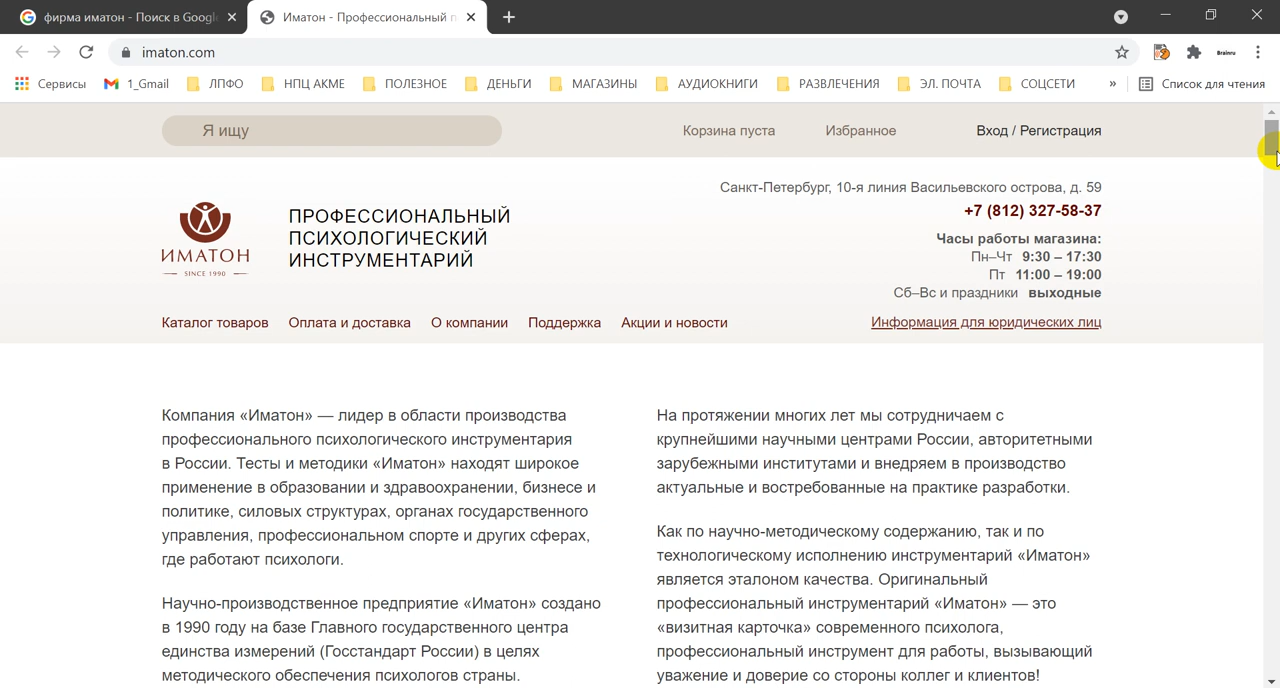 фирма иматон - Поиск в Googl
Иматон - Профессиональный п
imaton.com
Brainru
Сервисы
1_Gmail
ЛПФО
НПЦ АКМЕ
ПОЛЕЗНОЕ
ДЕНЬГИ
МАГАЗИНЫ
АУДИОКНИГИ
РАЗВЛЕЧЕНИЯ
ЭЛ. ПОЧТА
СОЦСЕТИ
»
Список для чтения
Я ищу
Корзина пуста
Избранное
Вход / Регистрация
ИМАТОН
SINCE 1990
ПРОФЕССИОНАЛЬНЫЙ
ПСИХОЛОГИЧЕСКИЙ
ИНСТРУМЕНТАРИЙ
Санкт-Петербург, 10-я линия Васильевского острова, д. 59
+7 (812) 327-58-37
Часы работы магазина:
Пн–Чт 9:30 – 17:30
Пт 11:00 – 19:00
Сб–Вс и праздники выходные
Каталог товаров
Оплата и доставка
О компании
Поддержка
Акции и новости
Информация для юридических лиц
Компания «Иматон» — лидер в области производства
профессионального психологического инструментария
в России. Тесты и методики «Иматон» находят широкое
применение в образовании и здравоохранении, бизнесе и
политике, силовых структурах, органах государственного
управления, профессиональном спорте и других сферах,
где работают психологи.
Научно-производственное предприятие «Иматон» создано
в 1990 году на базе Главного государственного центра
единства измерений (Госстандарт России) в целях
методического обеспечения психологов страны.
На протяжении многих лет мы сотрудничаем с
крупнейшими научными центрами России, авторитетными
зарубежными институтами и внедряем в производство
актуальные и востребованные на практике разработки.
Как по научно-методическому содержанию, так и по
технологическому исполнению инструментарий «Иматон»
является эталоном качества. Оригинальный
профессиональный инструментарий «Иматон» — это
«визитная карточка» современного психолога,
профессиональный инструмент для работы, вызывающий
уважение и доверие со стороны коллег и клиентов!